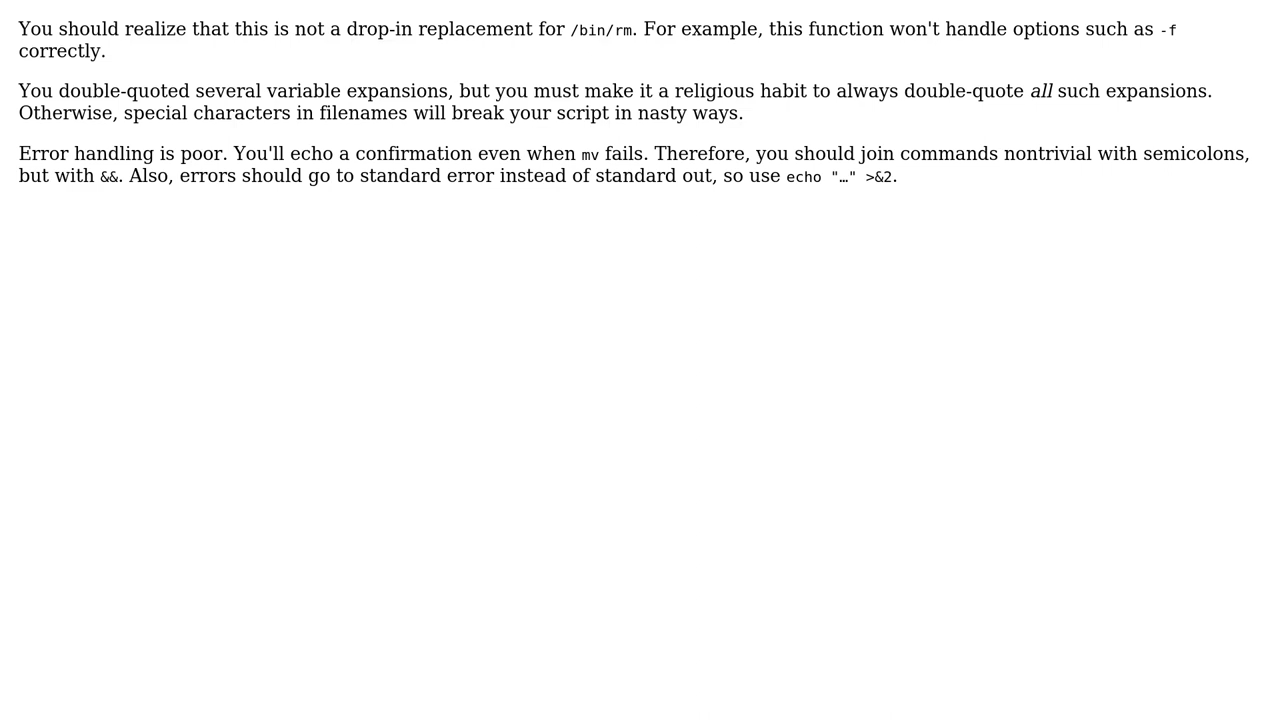 You should realize that this is not a drop-in replacement for /bin/rm. For example, this function won't handle options such as -f
correctly.
You double-quoted several variable expansions, but you must make it a religious habit to always double-quote all such expansions.
Otherwise, special characters in filenames will break your script in nasty ways.
Error handling is poor. You'll echo a confirmation even when mv fails. Therefore, you should join commands nontrivial with semicolons,
but with &&. Also, errors should go to standard error instead of standard out, so use echo "…" >&2.